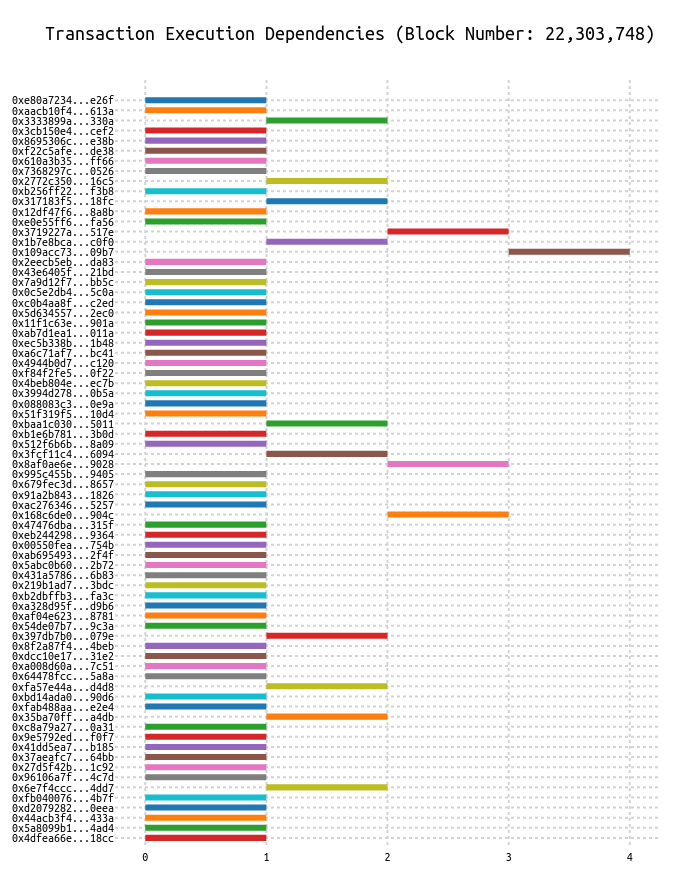 Transaction Execution Dependencies (Block Number: 22,303,748)
0xe80a7234...e26f
0xaacb10f4...613a
0x3333899a...330a
0x3cb150e4...cef2
0x8695306c...e38b
0xf22c5afe...de38
0x610a3b35...ff66
0x7368297c...0526
0x2772c350...16c5
0xb256ff22...f3b8
0x317183f5...18fc
0x12df47f6...8a8b
0xe0e55ff6...fa56
0x3719227a...517e
0x1b7e8bca...c0f0
0x109acc73...09b7
0x2eecb5eb...da83
0x43e6405f...21bd
0x7a9d12f7...bb5c
0x0c5e2db4...5c0a
0xc0b4aa8f...c2ed
0x5d634557...2ec0
0x11f1c63e...901a
0xab7d1ea1...011a
0xec5b338b...1b48
0xa6c71af7...bc41
0x4944b0d7...c120
0xf84f2fe5...0f22
0x4beb804e...ec7b
0x3994d278...0b5a
0x088083c3...0e9a
0x51f319f5...10d4
0xbaa1c030...5011
0xb1e6b781...3b0d
0x512f6b6b...8a09
0x3fcf11c4...6094
0x8af0ae6e...9028
0x995c455b...9405
0x679fec3d...8657
0x91a2b843...1826
0xac276346...5257
0x168c6de0...904c
0x47476dba...315f
0xeb244298...9364
0x00550fea...754b
0xab695493...2f4f
0x5abc0b60...2b72
0x431a5786...6b83
0x219b1ad7...3bdc
0xb2dbffb3...fa3c
0xa328d95f...d9b6
0xaf04e623...8781
0x54de07b7...9c3a
0x397db7b0...079e
0x8f2a87f4...4beb
0xdcc10e17...31e2
0xa008d60a...7c51
0x64478fcc...5a8a
0xfa57e44a...d4d8
0xbd14ada0...90d6
0xfab488aa...e2e4
0x35ba70ff...a4db
0xc8a79a27...0a31
0x9e5792ed...f0f7
0x41dd5ea7...b185
0x37aeafc7...64bb
0x27d5f42b...1c92
0x96106a7f...4c7d
0x6e7f4ccc...4dd7
0xfb040076...4b7f
0xd2079282...0eea
0x44acb3f4...433a
0x5a8099b1...4ad4
0x4dfea66e...18cc
0 1 2 3 4